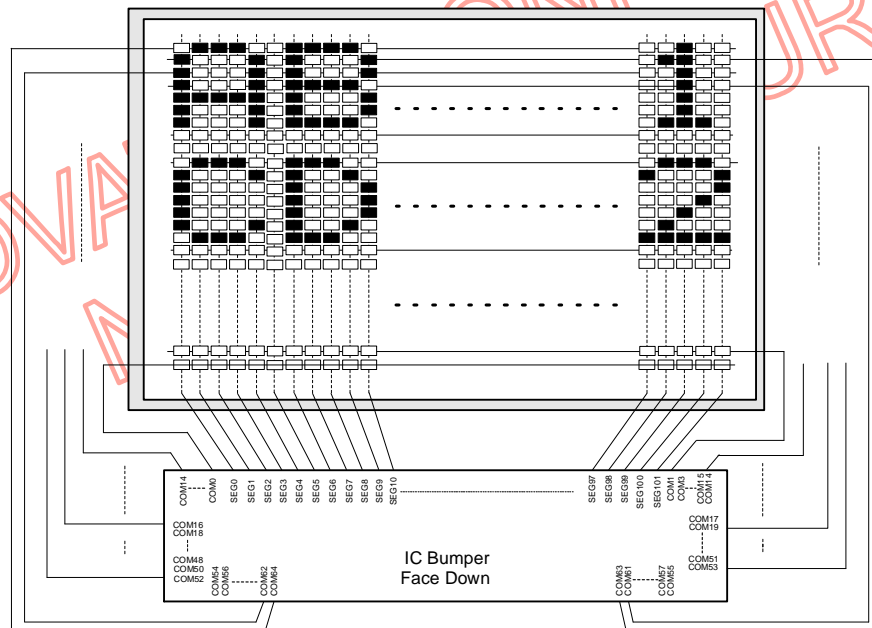 COM14
COM0
SEG0
SEG1
SEG2
SEG3
SEG4
SEG5
SEG6
SEG7
SEG8
SEG9
SEG10
SEG97
SEG98
SEG99
SEG100
SEG101
COM1
COM3
COM15
COM14
COM16
COM18
COM48
COM50
COM52
COM54
COM56
COM62
COM64
IC Bumper
Face Down
COM63
COM61
COM57
COM55
COM17
COM19
COM51
COM53